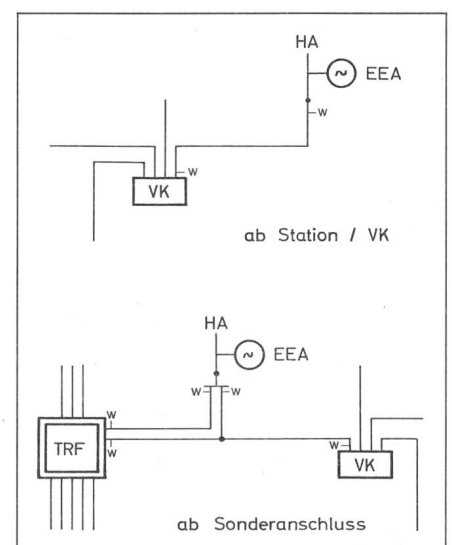 HA
~ EEA
w
w
VK
ab Station / VK
HA
~ EEA
w w
w
TRF
w
w
VK
ab Sonderanschluss